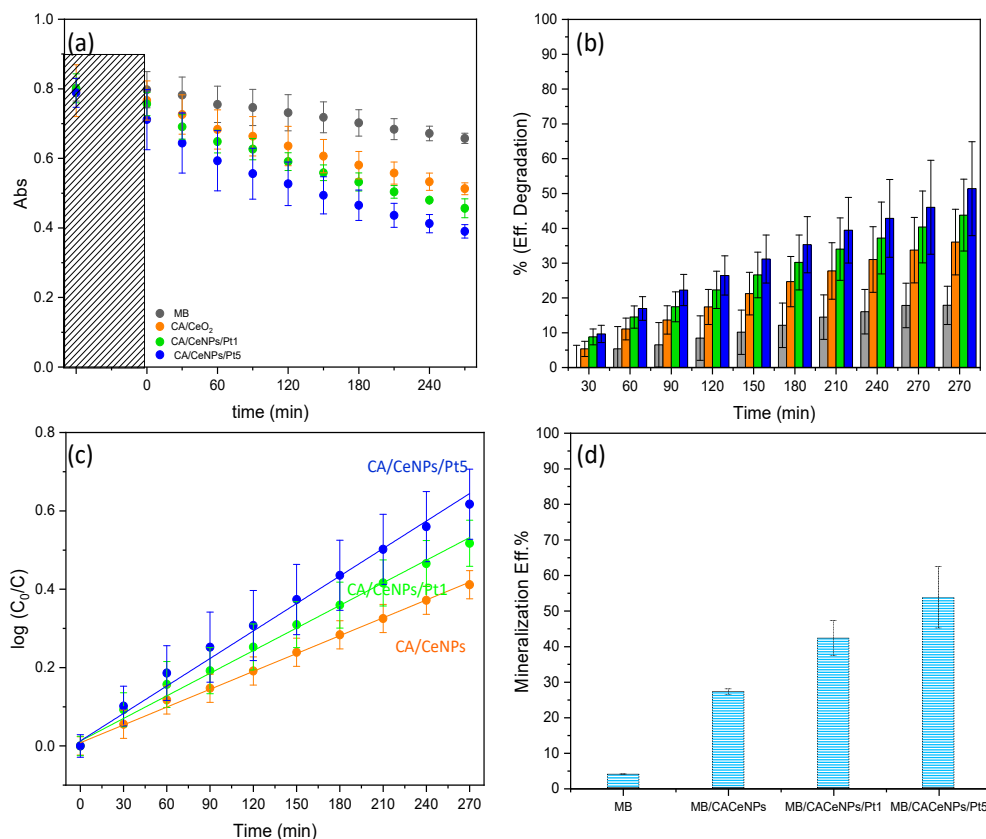 (a)
1.0
0.8
0.6
0.4
0.2
0.0
Abs
MB
CA/CeO₂
CA/CeNPs/Pt1
CA/CeNPs/Pt5
0 60 120 180 240
time (min)
(b)
100
90
80
70
60
50
40
30
20
10
0
% (Eff. Degradation)
30 60 90 120 150 180 210 240 270 270
Time (min)
(c)
0.8
0.6
0.4
0.2
0.0
log (C₀/C)
CA/CeNPs/Pt5
CA/CeNPs/Pt1
CA/CeNPs
0 30 60 90 120 150 180 210 240 270
Time (min)
(d)
100
90
80
70
60
50
40
30
20
10
0
Mineralization Eff.%
MB MB/CACeNPs MB/CACeNPs/Pt1 MB/CACeNPs/Pt5